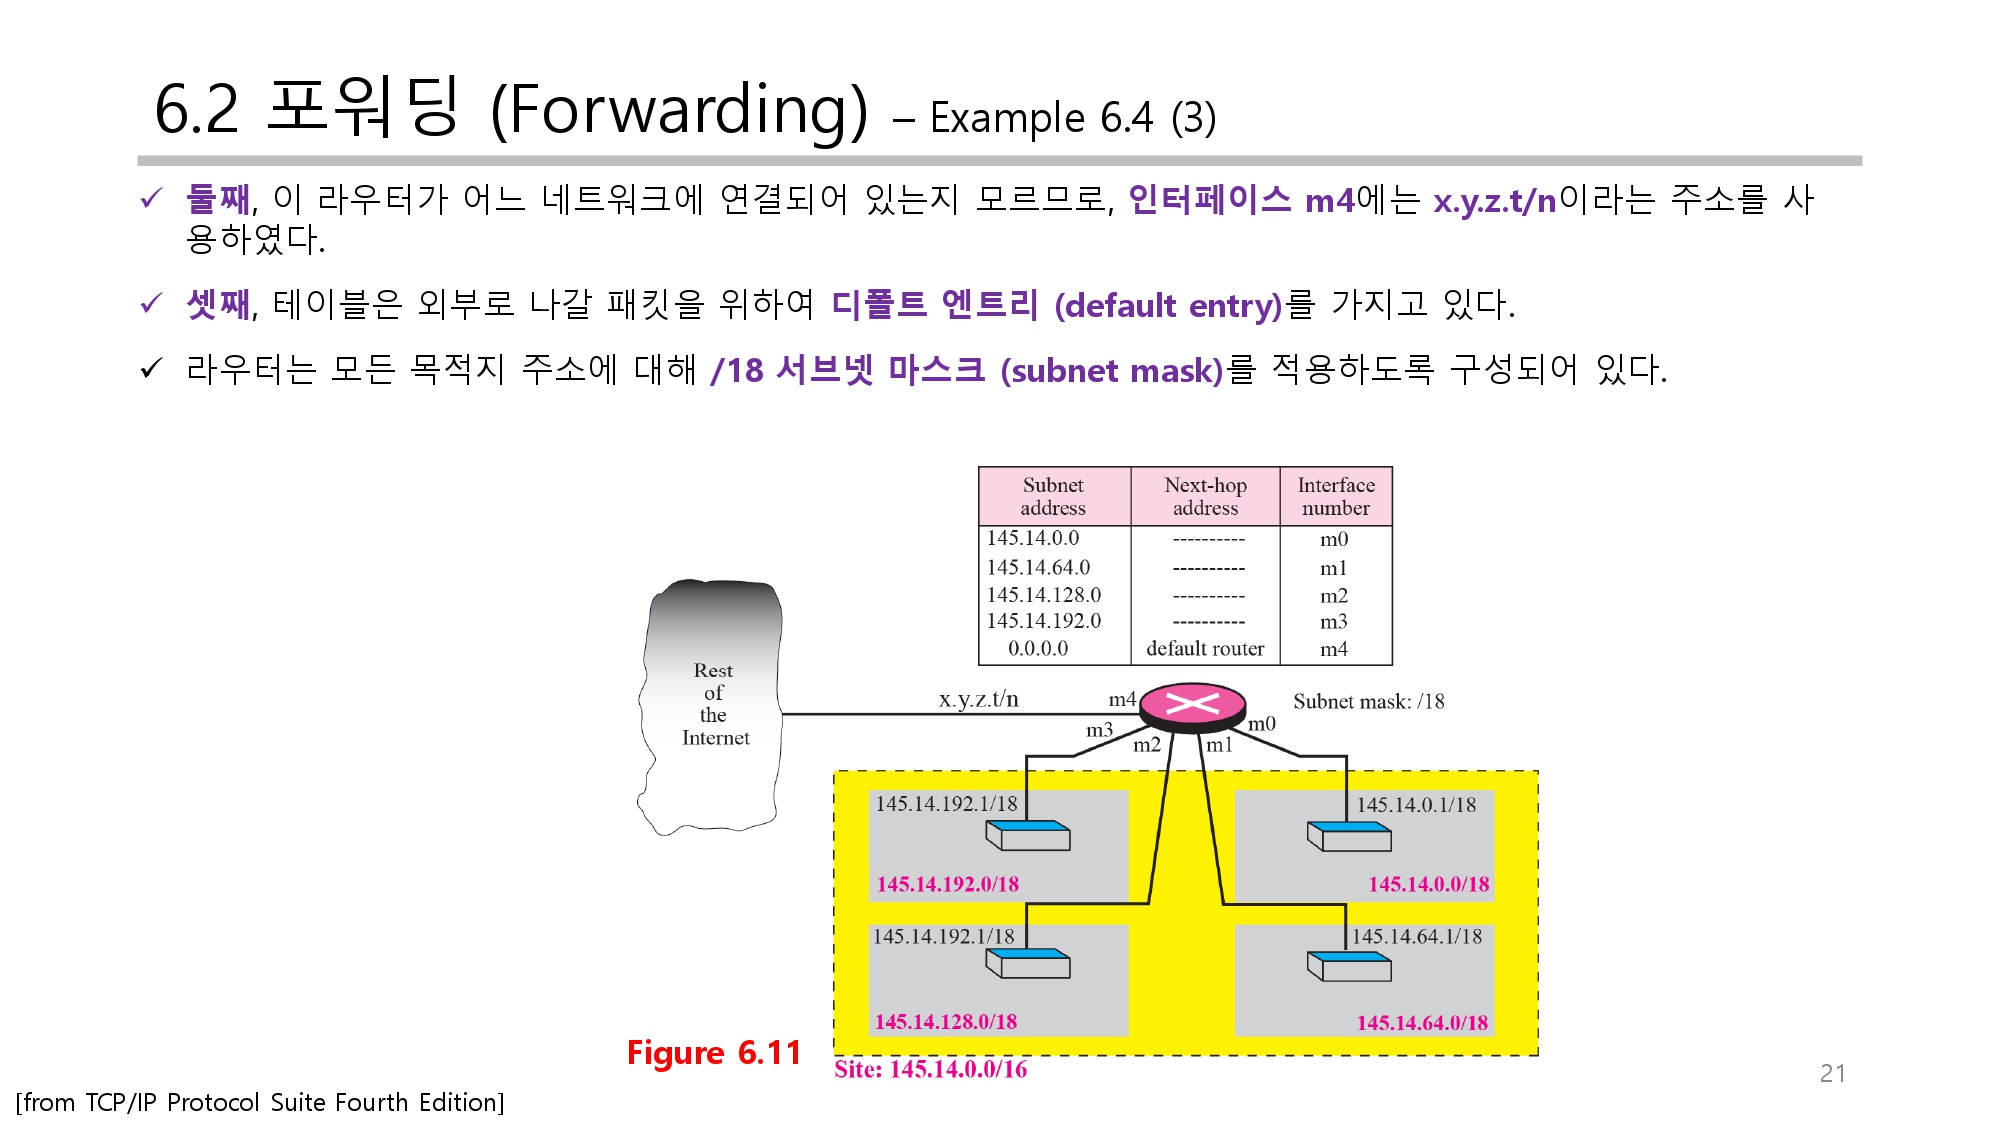 6.2 포워딩 (Forwarding) – Example 6.4 (3)
✓ 둘째, 이 라우터가 어느 네트워크에 연결되어 있는지 모르므로, 인터페이스 m4에는 x.y.z.t/n이라는 주소를 사
용하였다.
✓ 셋째, 테이블은 외부로 나갈 패킷을 위하여 디폴트 엔트리 (default entry)를 가지고 있다.
✓ 라우터는 모든 목적지 주소에 대해 /18 서브넷 마스크 (subnet mask)를 적용하도록 구성되어 있다.
Subnet address Next-hop address Interface number
145.14.0.0 ---------- m0
145.14.64.0 ---------- m1
145.14.128.0 ---------- m2
145.14.192.0 ---------- m3
0.0.0.0 default router m4
Rest
of
the
Internet
x.y.z.t/n m4 Subnet mask: /18
m3 m2 m1 m0
145.14.192.1/18 145.14.0.1/18
145.14.192.0/18 145.14.0.0/18
145.14.192.1/18 145.14.64.1/18
145.14.128.0/18 145.14.64.0/18
Figure 6.11
Site: 145.14.0.0/16
21
[from TCP/IP Protocol Suite Fourth Edition]